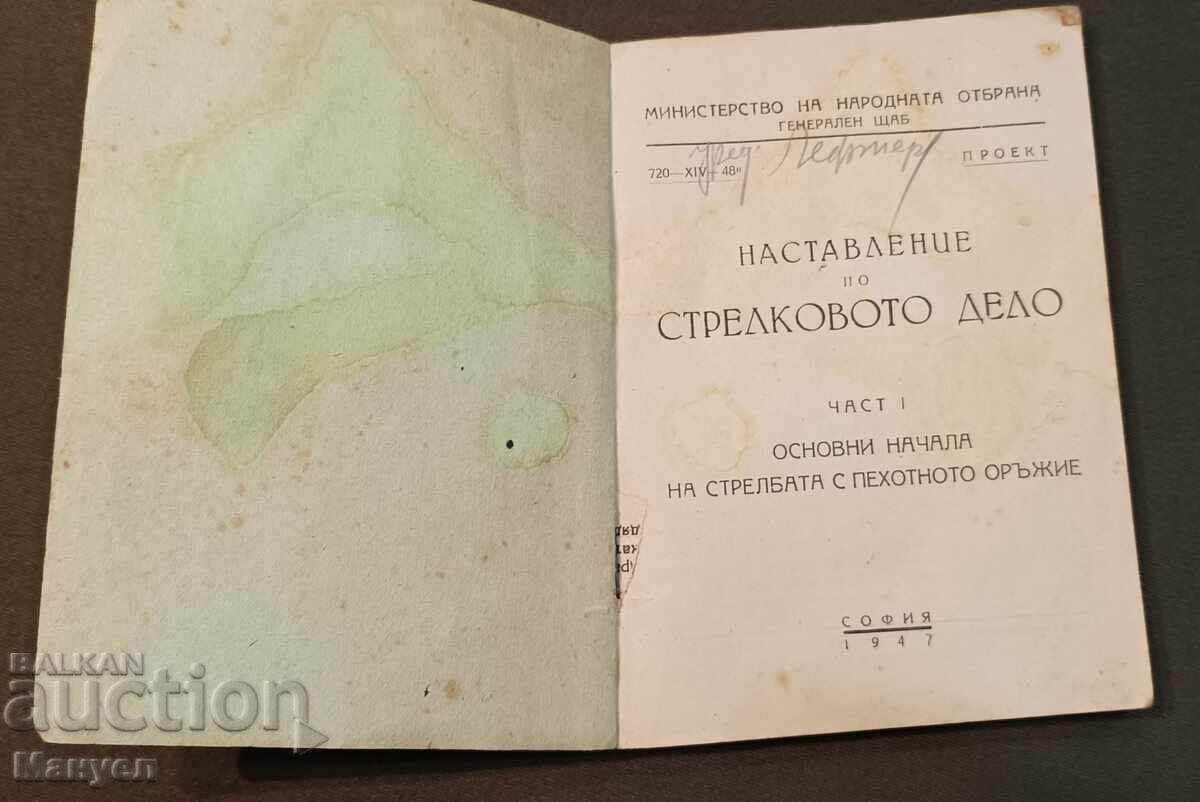 МИНИСТЕРСТВО НА НАРОДНАТА ОТБРАНА
ГЕНЕРАЛЕН ЩАБ
720—XIV—48
ПРОЕКТ
НАСТАВЛЕНИЕ
ПО
СТРЕЛКОВОТО ДЕЛО
ЧАСТ I
ОСНОВНИ НАЧАЛА
НА СТРЕЛБАТА С ПЕХОТНОТО ОРЪЖИЕ
СОФИЯ
1947
BALKAN
auction
Мануел